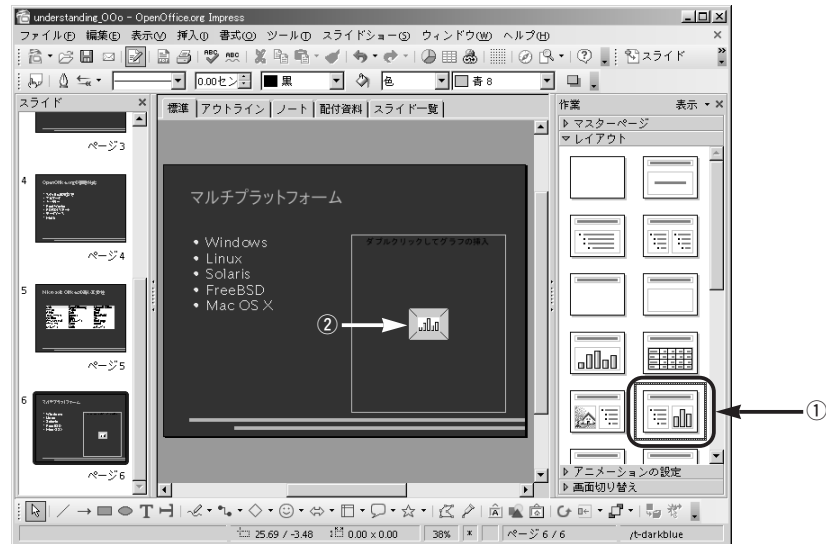 understanding_OOo - OpenOffice.org Impress
ファイル(F) 編集(E) 表示(V) 挿入(I) 書式(O) ツール(T) スライドショー(S) ウィンドウ(W) ヘルプ(H)
スライド
0.00セン 黒 色 青 8
スライド
標準 アウトライン ノート 配付資料 スライド一覧
作業 表示
マスターページ
レイアウト
ページ3
4
ページ4
5
ページ5
6
マルチプラットフォーム
Windows
Linux
Solaris
FreeBSD
Mac OS X
ページ6
マルチプラットフォーム
• Windows
• Linux
• Solaris
• FreeBSD
• Mac OS X
ダブルクリックしてグラフの挿入
②
①
アニメーションの設定
画面切り替え
25.69 / -3.48 0.00 x 0.00 38% * ページ 6 / 6 /t-darkblue